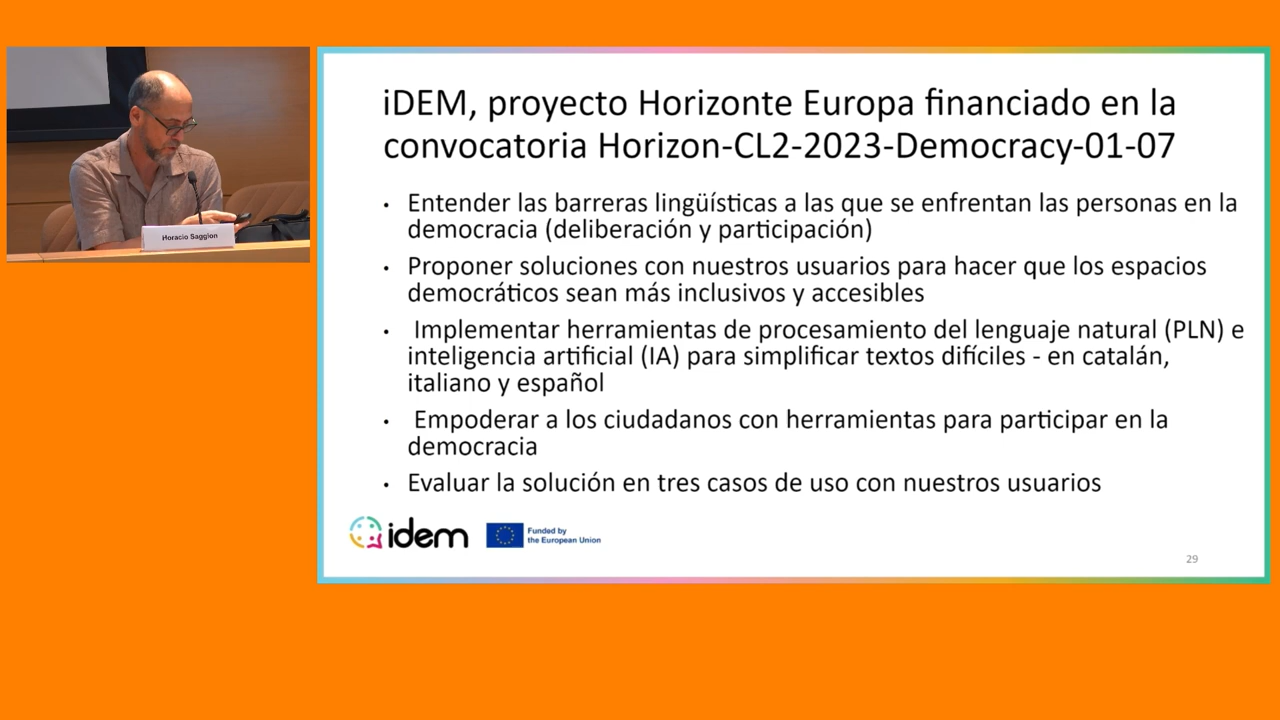 Horacio Saggion
iDEM, proyecto Horizonte Europa financiado en la
convocatoria Horizon-CL2-2023-Democracy-01-07
• Entender las barreras lingüísticas a las que se enfrentan las personas en la
democracia (deliberación y participación)
• Proponer soluciones con nuestros usuarios para hacer que los espacios
democráticos sean más inclusivos y accesibles
• Implementar herramientas de procesamiento del lenguaje natural (PLN) e
inteligencia artificial (IA) para simplificar textos difíciles - en catalán,
italiano y español
• Empoderar a los ciudadanos con herramientas para participar en la
democracia
• Evaluar la solución en tres casos de uso con nuestros usuarios
idem
Funded by
the European Union
29